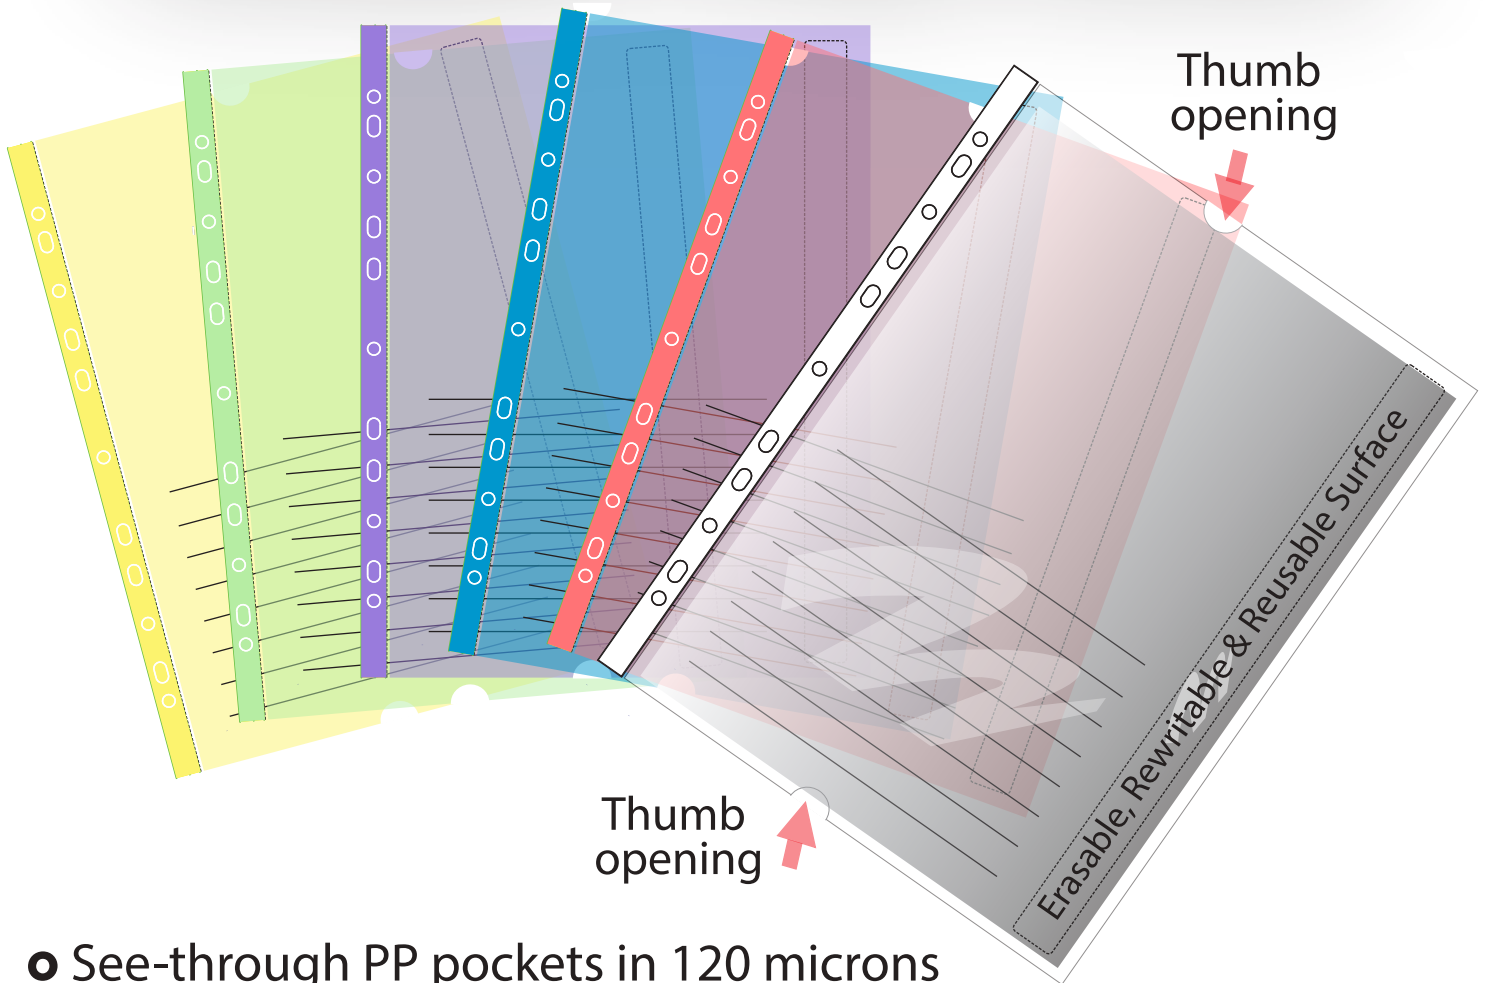 Thumb
opening
Erasable, Rewritable & Reusable Surface
Thumb
opening
See-through PP pockets in 120 microns